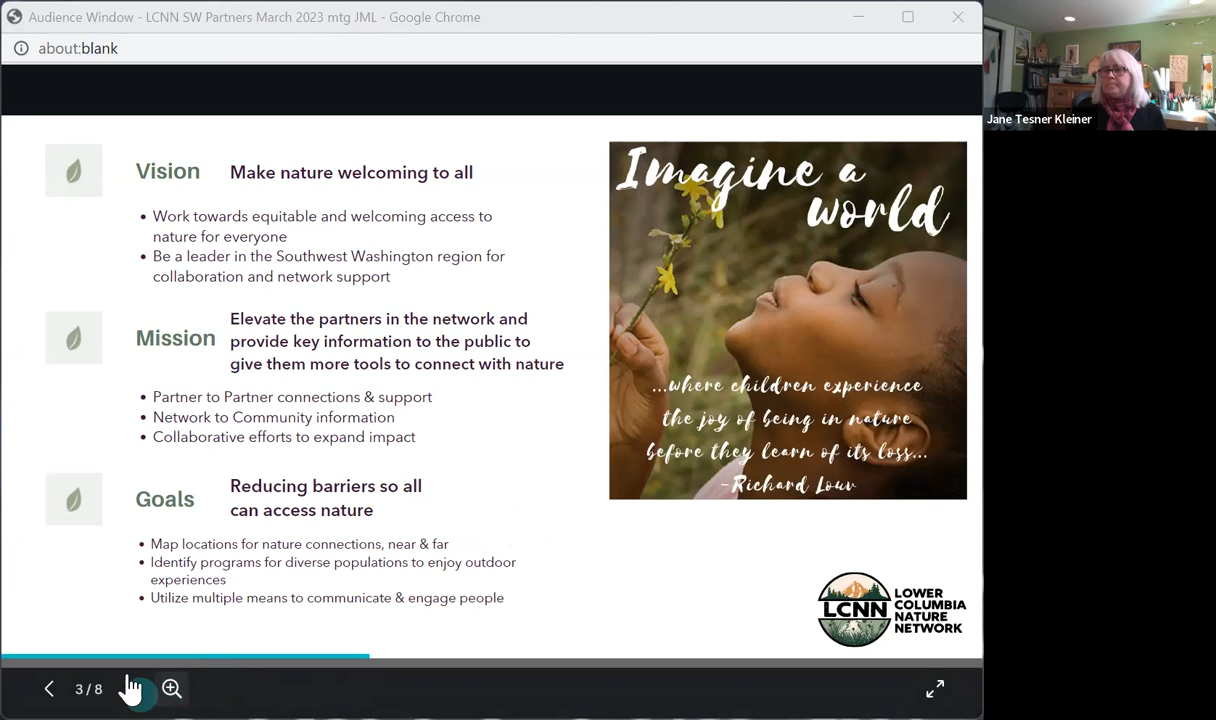 Audience Window - LCNN SW Partners March 2023 mtg JML - Google Chrome
about:blank
Jane Tesner Kleiner
Vision
Make nature welcoming to all
• Work towards equitable and welcoming access to
nature for everyone
• Be a leader in the Southwest Washington region for
collaboration and network support
Mission
Elevate the partners in the network and
provide key information to the public to
give them more tools to connect with nature
• Partner to Partner connections & support
• Network to Community information
• Collaborative efforts to expand impact
Goals
Reducing barriers so all
can access nature
• Map locations for nature connections, near & far
• Identify programs for diverse populations to enjoy outdoor
experiences
• Utilize multiple means to communicate & engage people
Imagine a
world
...where children experience
the joy of being in nature
before they learn of its loss...
-Richard Louv
LCNN
LOWER
COLUMBIA
NATURE
NETWORK
3 / 8